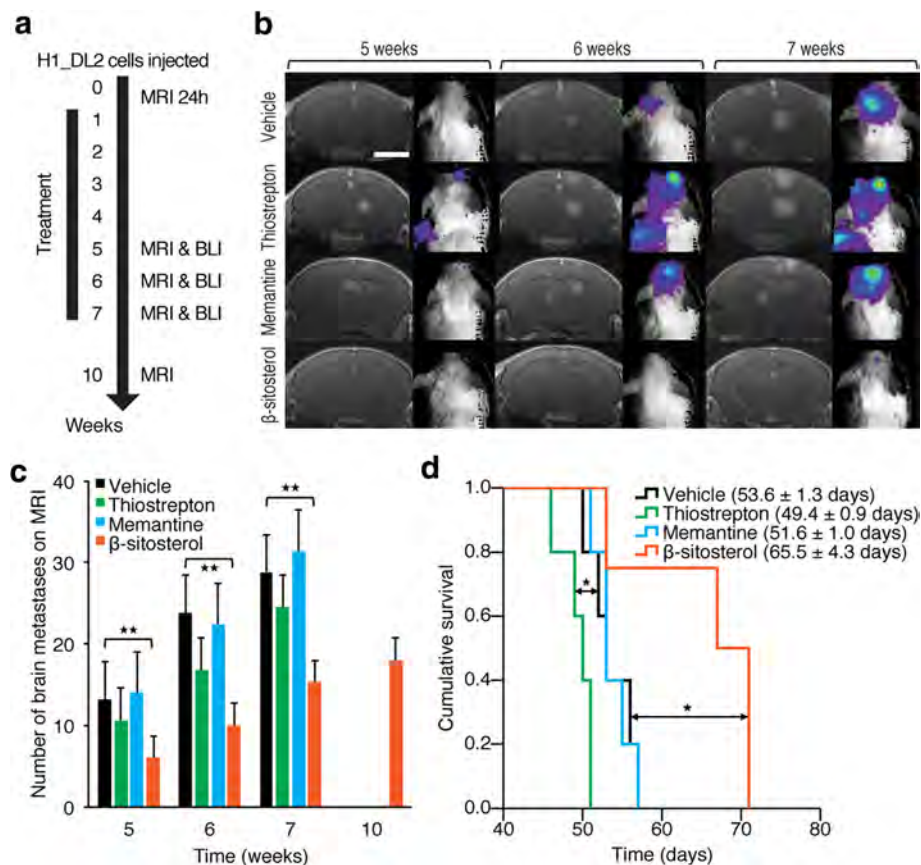 a
H1_DL2 cells injected
0
MRI 24h
1
2
3
4
5
MRI & BLI
6
MRI & BLI
7
MRI & BLI
10
MRI
Weeks
Treatment
b
5 weeks
6 weeks
7 weeks
Vehicle
Thiostrepton
Memantine
β-sitosterol
c
Number of brain metastases on MRI
40
30
20
10
0
Vehicle
Thiostrepton
Memantine
β-sitosterol
★★
★★
★★
5
6
7
10
Time (weeks)
d
Cumulative survival
1.0
0.8
0.6
0.4
0.2
0.0
Vehicle (53.6 ± 1.3 days)
Thiostrepton (49.4 ± 0.9 days)
Memantine (51.6 ± 1.0 days)
β-sitosterol (65.5 ± 4.3 days)
★
★
40
50
60
70
80
Time (days)